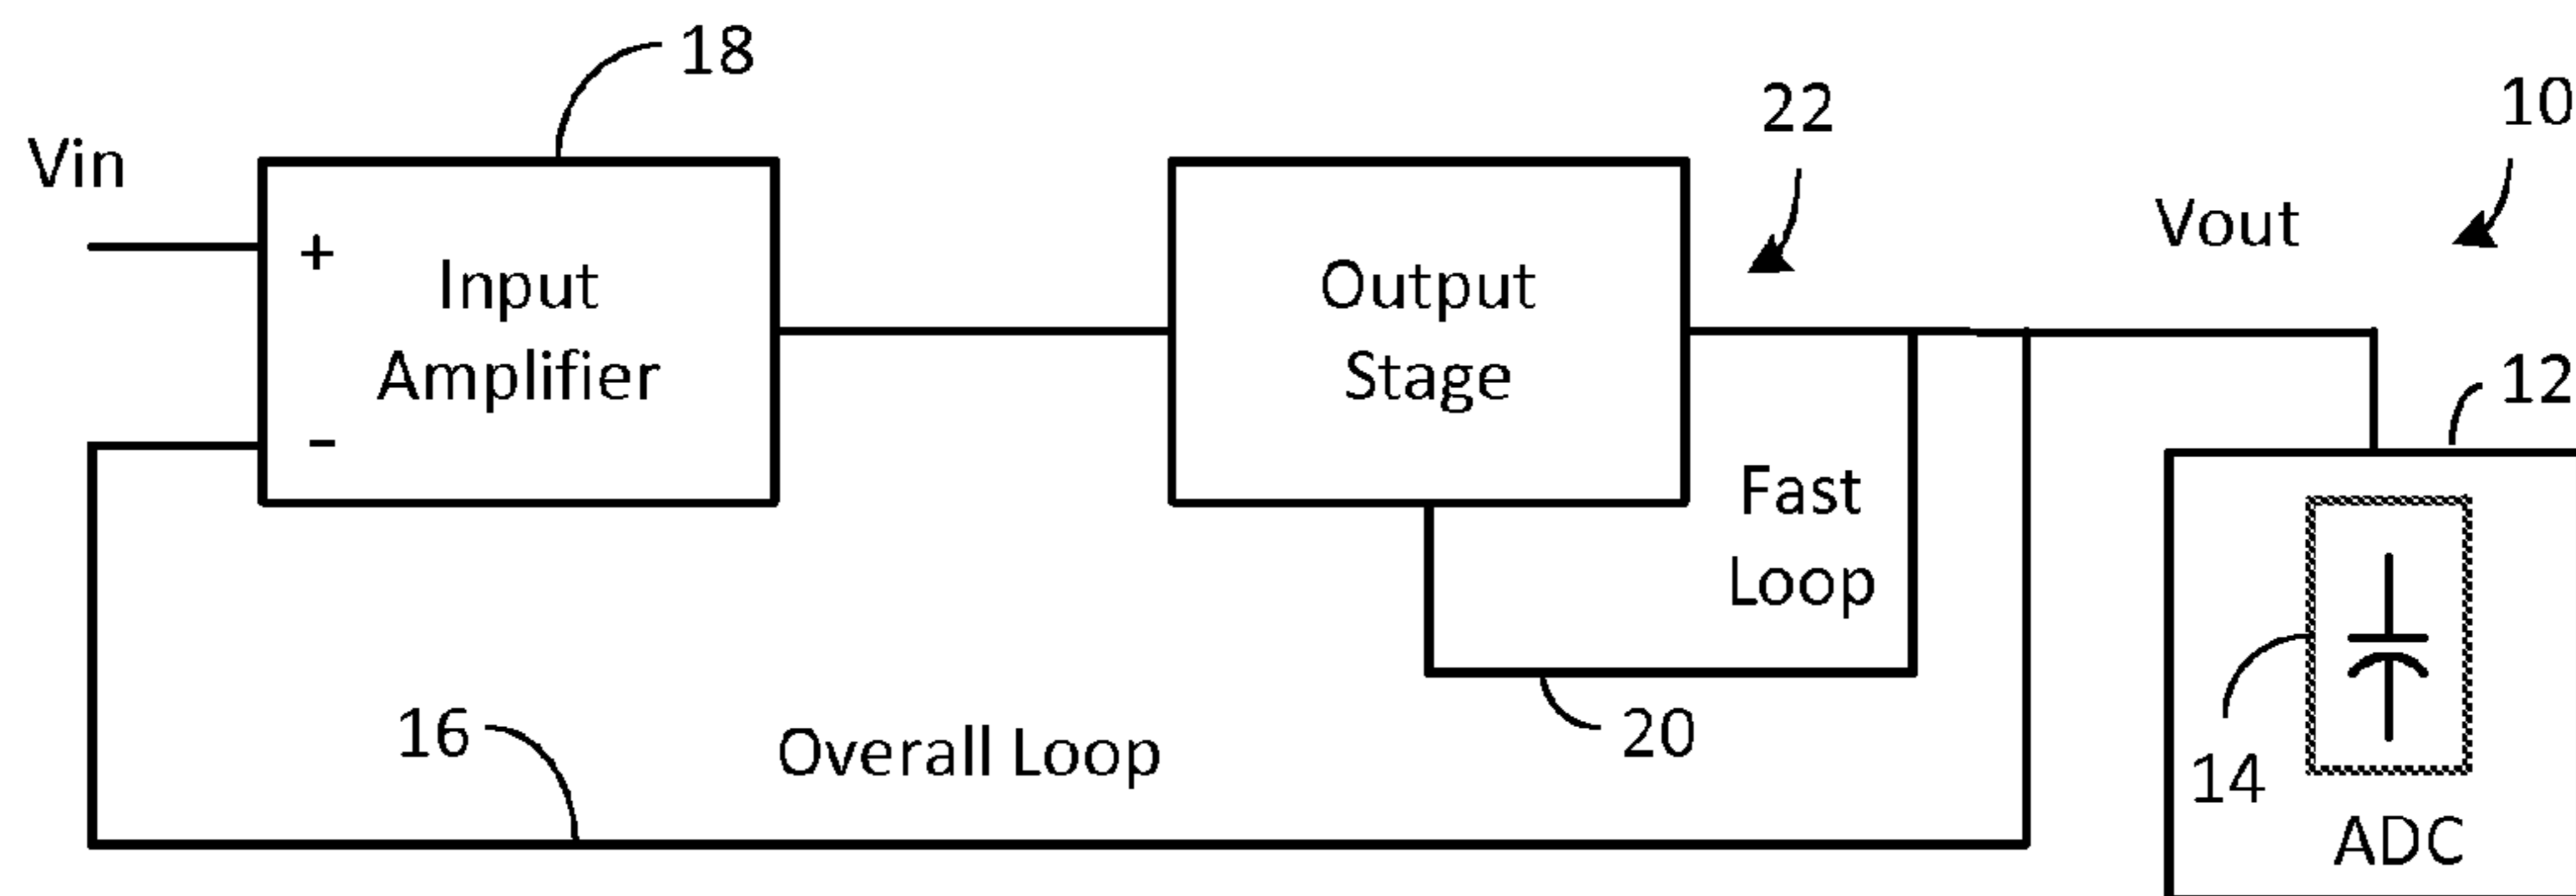 18
22
10
Vin
Vout
+
Input
Amplifier
-
Output
Stage
12
Fast
Loop
16
Overall Loop
20
14
ADC